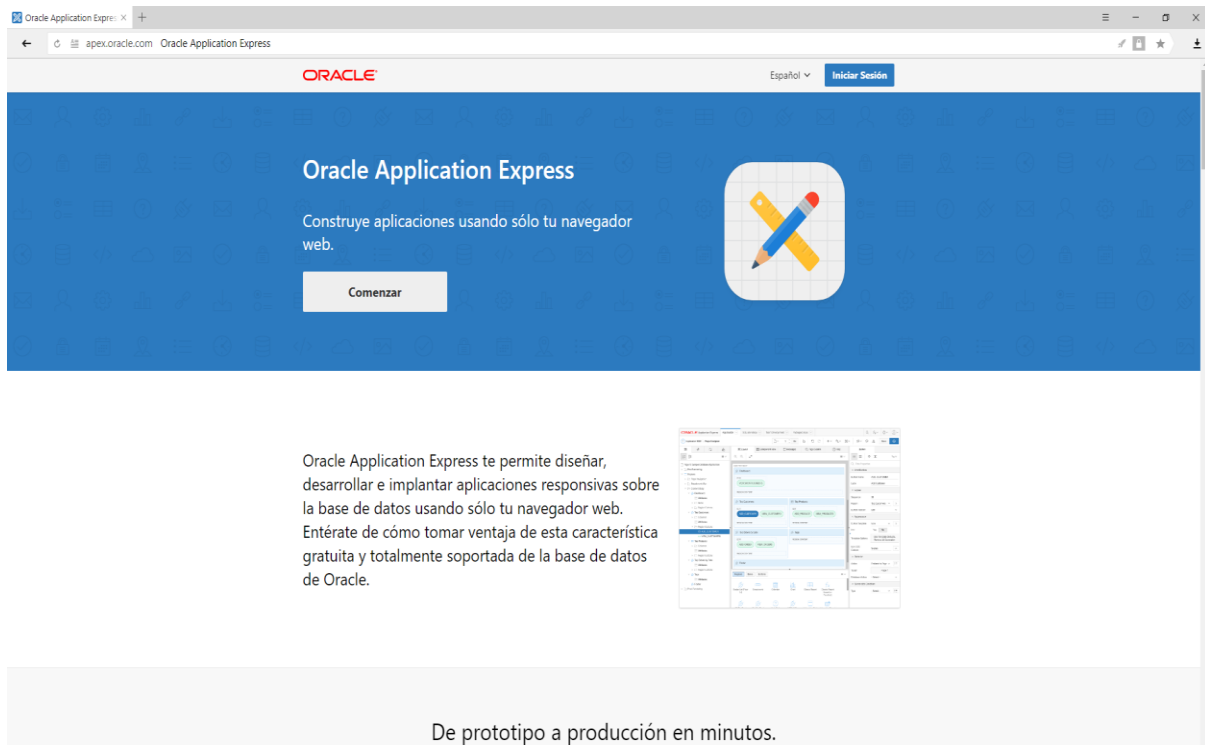 Oracle Application Expres
apex.oracle.com Oracle Application Express
ORACLE
Español
Iniciar Sesión
Oracle Application Express
Construye aplicaciones usando sólo tu navegador
web.
Comenzar
Oracle Application Express te permite diseñar,
desarrollar e implantar aplicaciones responsivas sobre
la base de datos usando sólo tu navegador web.
Entérate de cómo tomar ventaja de esta característica
gratuita y totalmente soportada de la base de datos
de Oracle.
De prototipo a producción en minutos.